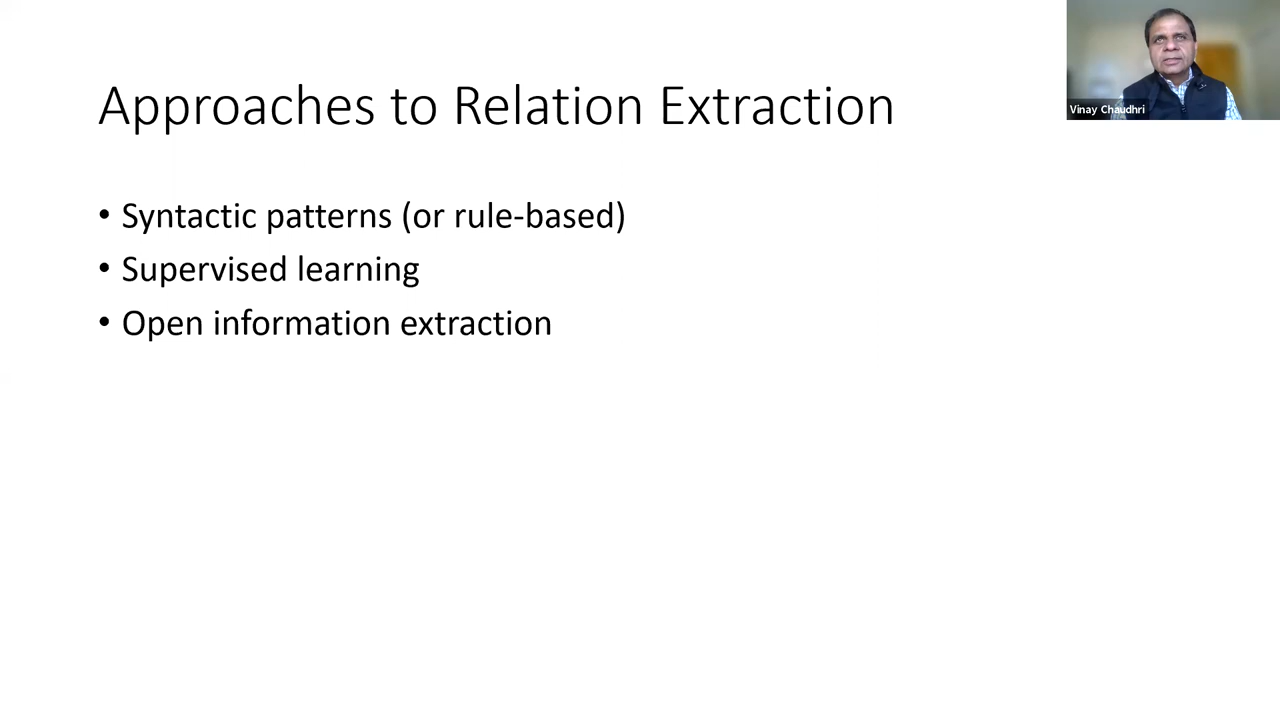 Approaches to Relation Extraction
Vinay Chaudhri
• Syntactic patterns (or rule-based)
• Supervised learning
• Open information extraction